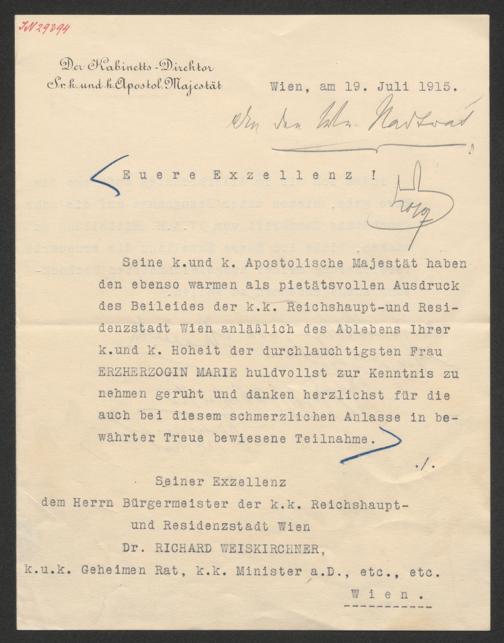 JN 29394
Der Kabinetts-Direktor
Sr. k. und k. Apostol. Majestät
Wien, am 19. Juli 1915.
An den
Euere Exzellenz !
Seine k.und k. Apostolische Majestät haben
den ebenso warmen als pietätsvollen Ausdruck
des Beileides der k.k. Reichshaupt-und Resi-
denzstadt Wien anläßlich des Ablebens Ihrer
k.und k. Hoheit der durchlauchtigsten Frau
ERZHERZOGIN MARIE huldvollst zur Kenntnis zu
nehmen geruht und danken herzlichst für die
auch bei diesem schmerzlichen Anlasse in be-
währter Treue bewiesene Teilnahme.
./.
Seiner Exzellenz
dem Herrn Bürgermeister der k.k. Reichshaupt-
und Residenzstadt Wien
Dr. RICHARD WEISKIRCHNER,
k.u.k. Geheimen Rat, k.k. Minister a.D., etc., etc.
Wien.